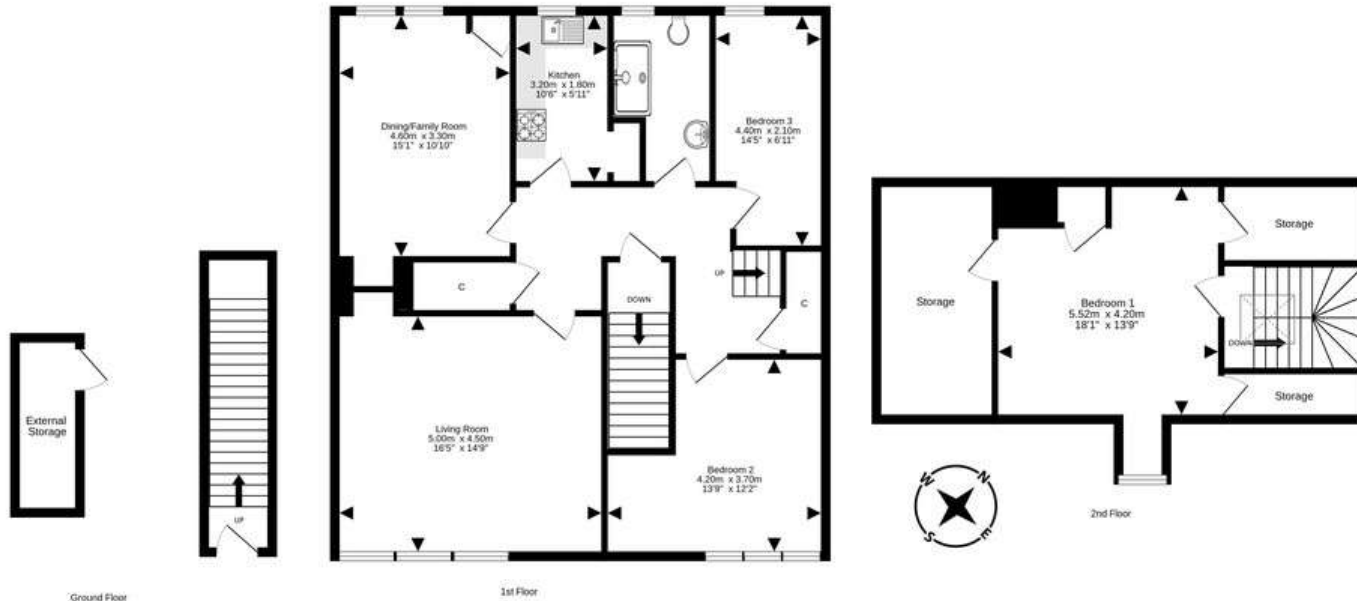 External
Storage
UP
Ground Floor
Dining/Family Room
4.60m x 3.30m
15'1" x 10'10"
Kitchen
3.20m x 1.80m
10'6" x 5'11"
Bedroom 3
4.40m x 2.10m
14'5" x 6'11"
C
DOWN
UP
C
Living Room
5.00m x 4.50m
16'5" x 14'9"
Bedroom 2
4.20m x 3.70m
13'9" x 12'2"
1st Floor
Storage
Storage
Bedroom 1
5.52m x 4.20m
18'1" x 13'9"
DOWN
Storage
W
N
S
E
2nd Floor